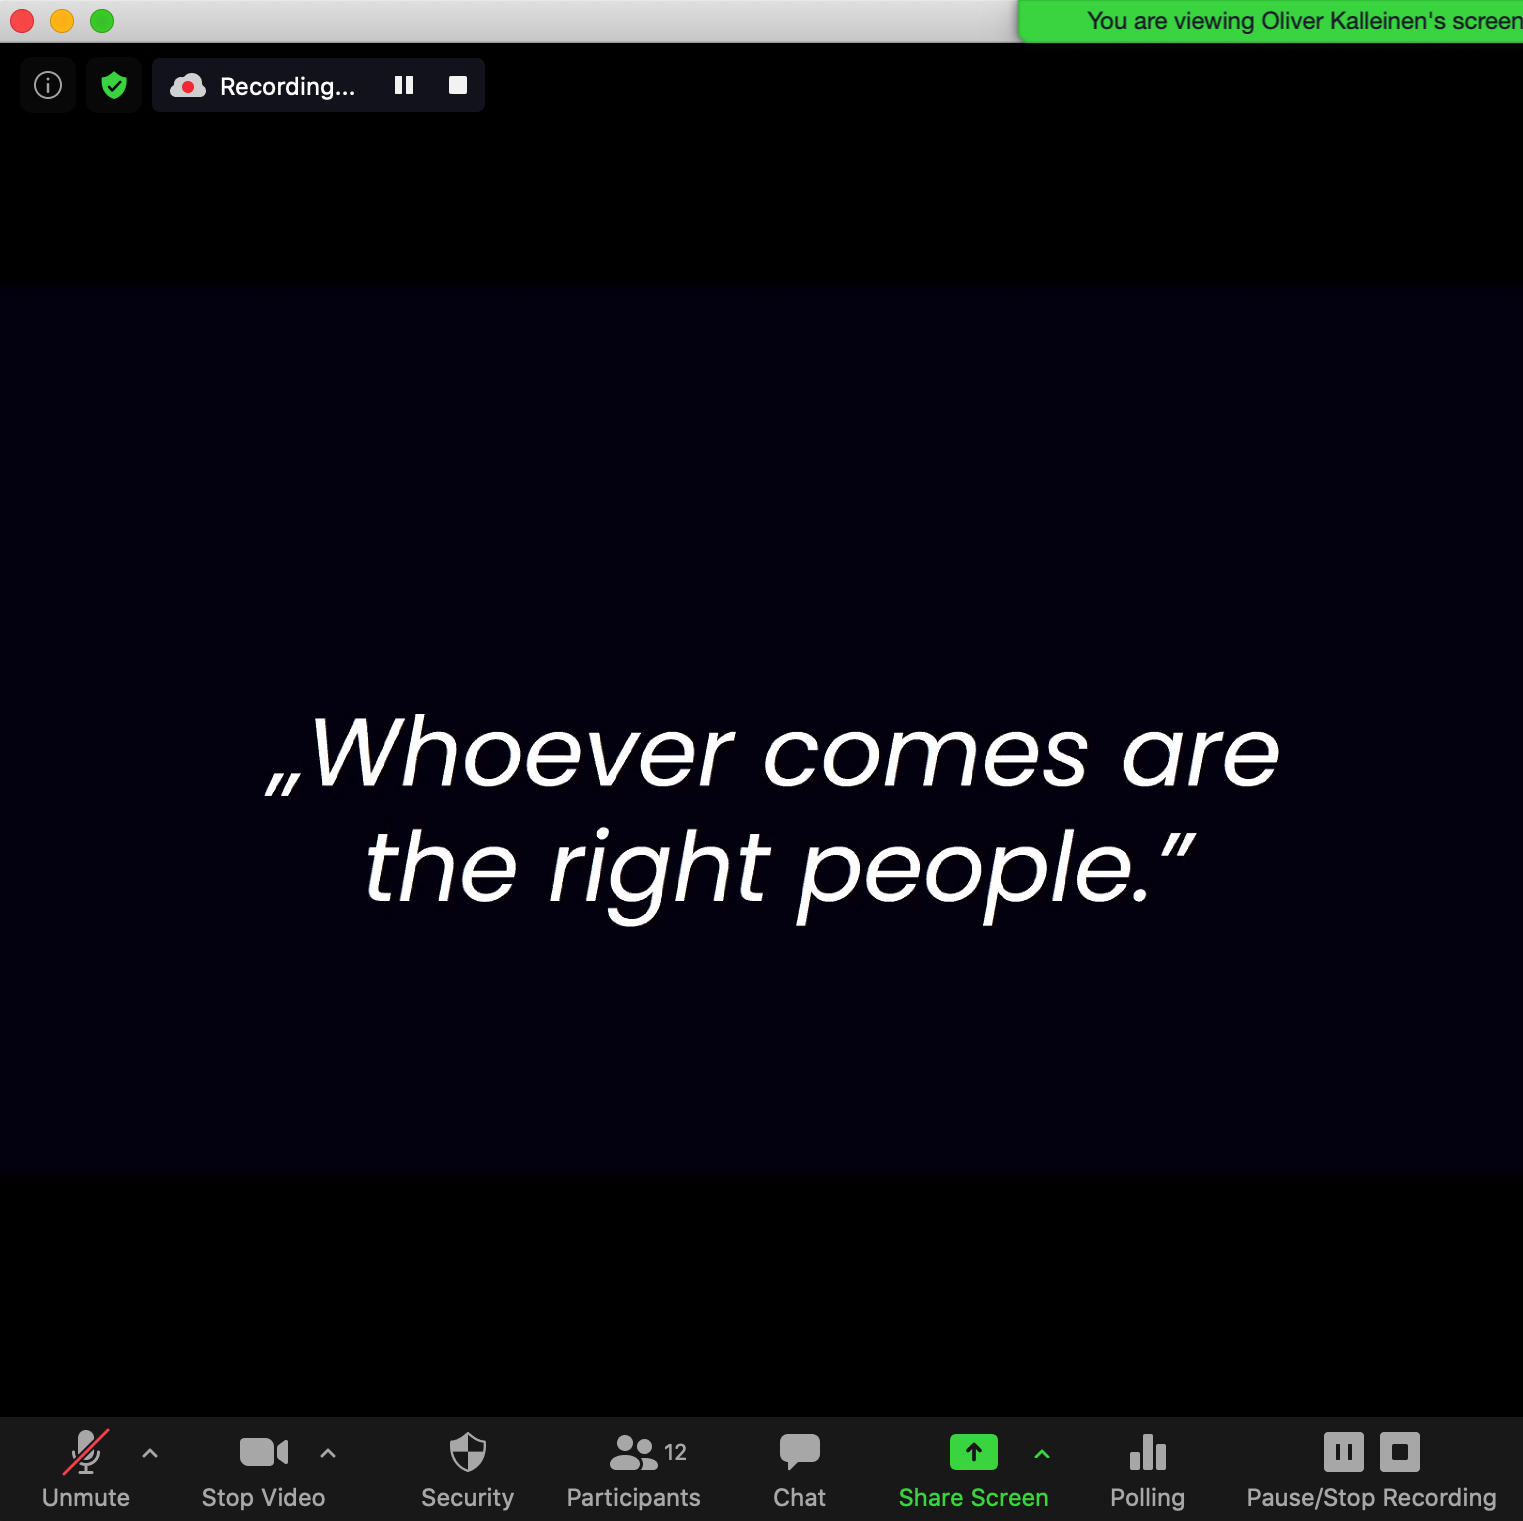 You are viewing Oliver Kalleinen's screen
Recording...
„Whoever comes are
the right people.”
12
Unmute Stop Video Security Participants Chat Share Screen Polling Pause/Stop Recording